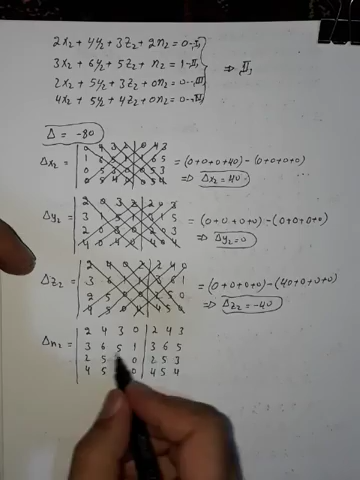 2x₂ + 4y₂ + 3z₂ + 2n₂ = 0 --I,
3x₂ + 6y₂ + 5z₂ + n₂ = 1 --II,
2x₂ + 5y₂ + 3z₂ + 0n₂ = 0 --III
4x₂ + 5y₂ + 4z₂ + 0n₂ = 0 --IV
⇒ II,
Δ = -80
Δx₂ =
= (0+0+0+40) - (0+0+0+0)
⇒ Δx₂ = 40
Δy₂ =
= (0+0+0+0) - (0+0+0+0)
⇒ Δy₂ = 0
Δz₂ =
= (0+0+0+0) - (40+0+0+0)
⇒ Δz₂ = -40
Δn₂ = | 2 4 3 0 | 2 4 3
3 6 5 1 | 3 6 5
2 5 0 | 2 5 3
4 5 0 | 4 5 4